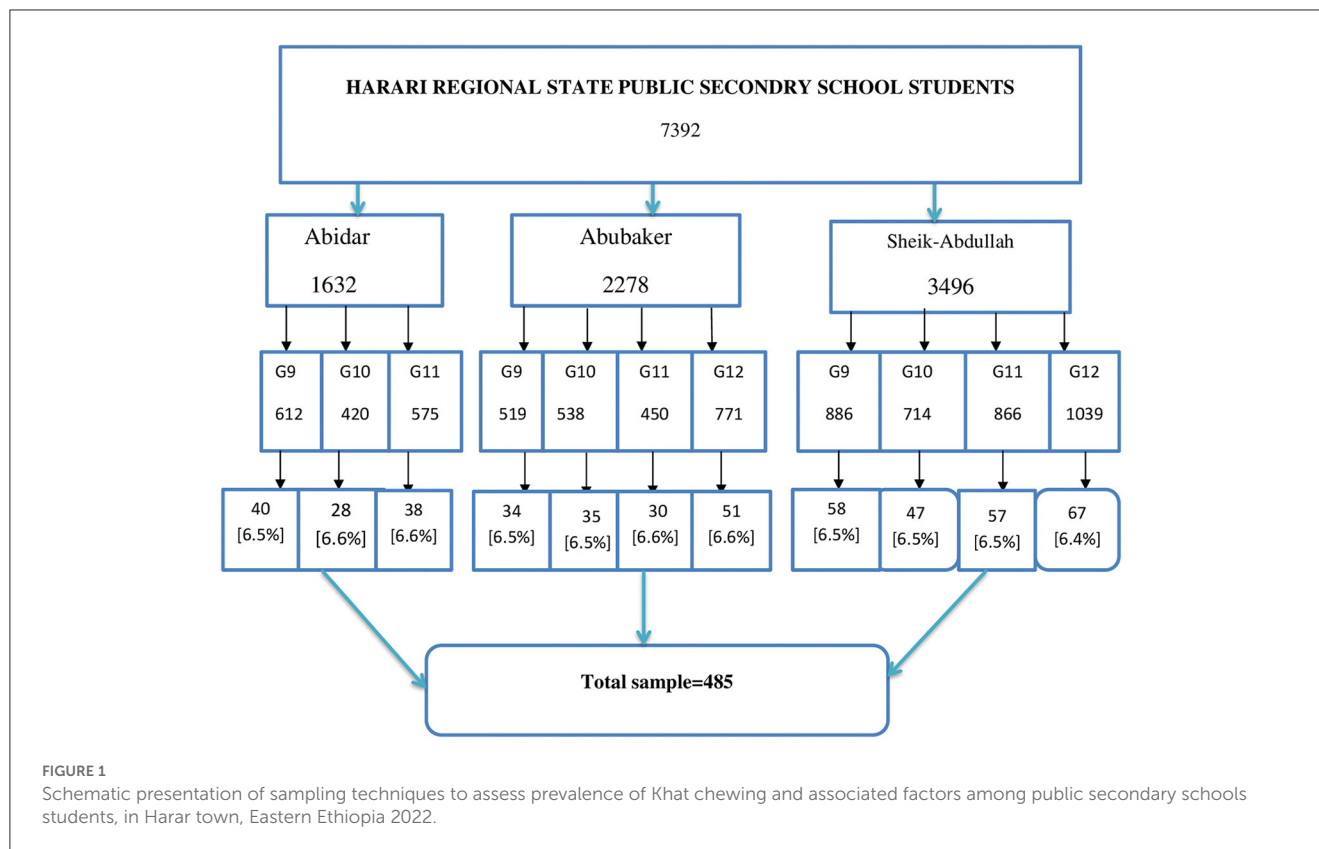 HARARI REGIONAL STATE PUBLIC SECONDRY SCHOOL STUDENTS
7392
Abidar
1632
Abubaker
2278
Sheik-Abdullah
3496
G9
612
G10
420
G11
575
G9
519
G10
538
G11
450
G12
771
G9
886
G10
714
G11
866
G12
1039
40
[6.5%]
28
[6.6%]
38
[6.6%]
34
[6.5%]
35
[6.5%]
30
[6.6%]
51
[6.6%]
58
[6.5%]
47
[6.5%]
57
[6.5%]
67
[6.4%]
Total sample=485
FIGURE 1
Schematic presentation of sampling techniques to assess prevalence of Khat chewing and associated factors among public secondary schools
students, in Harar town, Eastern Ethiopia 2022.